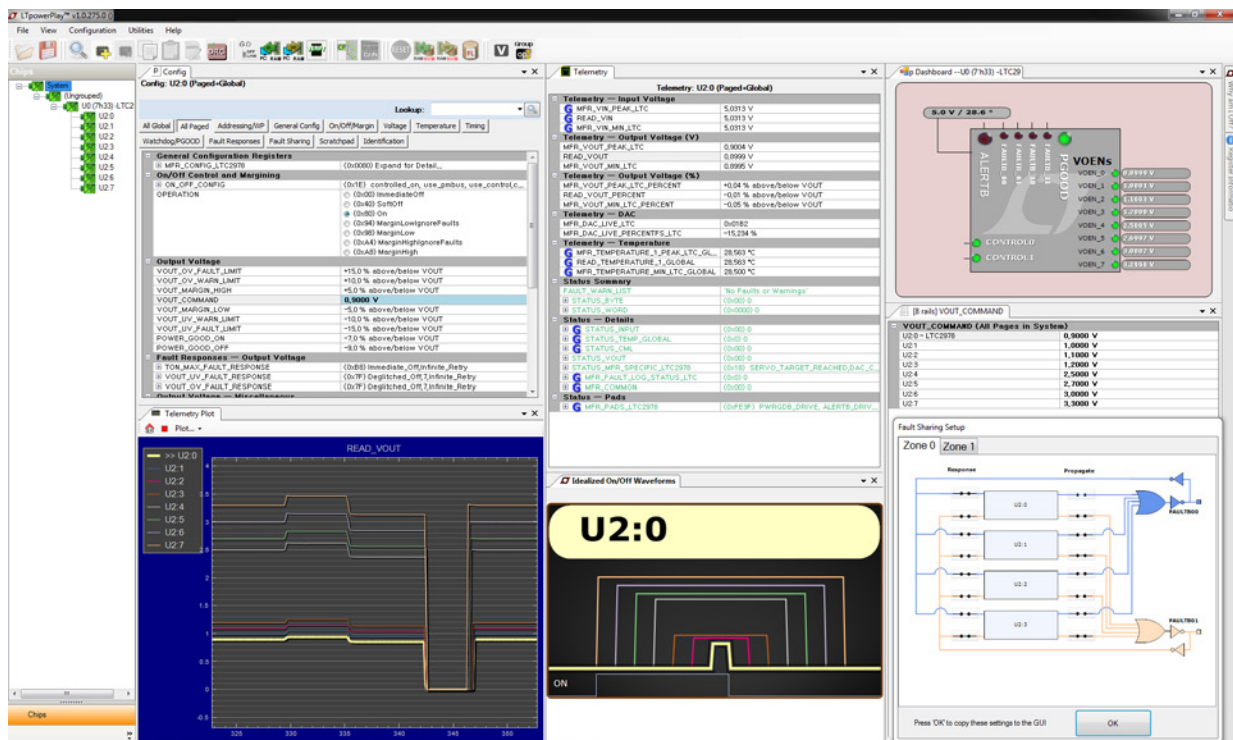 LTpowerPlay™ v1.0.275.0
File View Configuration Utilities Help
Chips
System
(Ungrouped)
U0 (7'h33) -LTC2
U2:0
U2:1
U2:2
U2:3
U2:4
U2:5
U2:6
U2:7
Chips
Config
Config: U2:0 (Paged+Global)
Lookup:
All Global All Paged Addressing/WP General Config On/Off/Margin Voltage Temperature Timing
Watchdog/PGOOD Fault Responses Fault Sharing Scratchpad Identification
General Configuration Registers
MFR_CONFIG_LTC2978 (0x0080) Expand for Detail...
On/Off Control and Margining
ON_OFF_CONFIG (0x1E) controlled_on, use_pmbus, use_control,c...
OPERATION (0x00) ImmediateOff
(0x40) SoftOff
(0x80) On
(0x94) MarginLowIgnoreFaults
(0x98) MarginLow
(0xA4) MarginHighIgnoreFaults
(0xA8) MarginHigh
Output Voltage
VOUT_OV_FAULT_LIMIT +15,0 % above/below VOUT
VOUT_OV_WARN_LIMIT +10,0 % above/below VOUT
VOUT_MARGIN_HIGH +5,0 % above/below VOUT
VOUT_COMMAND 0,9000 V
VOUT_MARGIN_LOW -5,0 % above/below VOUT
VOUT_UV_WARN_LIMIT -10,0 % above/below VOUT
VOUT_UV_FAULT_LIMIT -15,0 % above/below VOUT
POWER_GOOD_ON -7,0 % above/below VOUT
POWER_GOOD_OFF -8,0 % above/below VOUT
Fault Responses — Output Voltage
TON_MAX_FAULT_RESPONSE (0xB8) Immediate_Off,Infinite_Retry
VOUT_UV_FAULT_RESPONSE (0x7F) Deglitched_Off,7,Infinite_Retry
VOUT_OV_FAULT_RESPONSE (0x7F) Deglitched_Off,7,Infinite_Retry
Output Voltage — Miscellaneous
Telemetry Plot
Plot...
READ_VOUT
>> U2:0
U2:1
U2:2
U2:3
U2:4
U2:5
U2:6
U2:7
4
3.5
3
2.5
2
1.5
1
0.5
0
-0.5
325 330 335 340 345 350
Telemetry
Telemetry: U2:0 (Paged+Global)
Telemetry — Input Voltage
MFR_VIN_PEAK_LTC 5,0313 V
READ_VIN 5,0313 V
MFR_VIN_MIN_LTC 5,0313 V
Telemetry — Output Voltage (V)
MFR_VOUT_PEAK_LTC 0,9004 V
READ_VOUT 0,8999 V
MFR_VOUT_MIN_LTC 0,8995 V
Telemetry — Output Voltage (%)
MFR_VOUT_PEAK_LTC_PERCENT +0,04 % above/below VOUT
READ_VOUT_PERCENT -0,01 % above/below VOUT
MFR_VOUT_MIN_LTC_PERCENT -0,05 % above/below VOUT
Telemetry — DAC
MFR_DAC_LIVE_LTC 0x01B2
MFR_DAC_LIVE_PERCENTFS_LTC -15,234 %
Telemetry — Temperature
MFR_TEMPERATURE_1_PEAK_LTC_GL... 28,563 °C
READ_TEMPERATURE_1_GLOBAL 28,563 °C
MFR_TEMPERATURE_MIN_LTC_GLOBAL 28,500 °C
Status Summary
FAULT_WARN_LIST 'No Faults or Warnings'
STATUS_BYTE (0x00) 0
STATUS_WORD (0x0000) 0
Status — Details
STATUS_INPUT (0x00) 0
STATUS_TEMP_GLOBAL (0x00) 0
STATUS_CML (0x00) 0
STATUS_VOUT (0x00) 0
STATUS_MFR_SPECIFIC_LTC2978 (0x18) SERVO_TARGET_REACHED,DAC_C...
MFR_FAULT_LOG_STATUS_LTC (0x0) 0
MFR_COMMON (0x00) 0
Status — Pads
MFR_PADS_LTC2978 PWRGDB_DRIVE, ALERTB_DRIV...
Idealized On/Off Waveforms
U2:0
ON
Dashboard --U0 (7'h33) -LTC29
5.0 V / 28.6 °
ALERTB
PGOOD
VOENs
VOEN_0
VOEN_1
VOEN_2
VOEN_3
VOEN_4
VOEN_5
VOEN_6
VOEN_7
CONTROL0
CONTROL1
[8 rails] VOUT_COMMAND
VOUT_COMMAND (All Pages in System)
U2:0 - LTC2978 0,9000 V
U2:1 1,0000 V
U2:2 1,1000 V
U2:3 1,2000 V
U2:4 2,5000 V
U2:5 2,7000 V
U2:6 3,0000 V
U2:7 3,3000 V
Fault Sharing Setup
Zone 0 Zone 1
Response Propagate
U2:0
FAULTB00
U2:1
U2:2
U2:3
FAULTB01
Press 'OK' to copy these settings to the GUI
OK